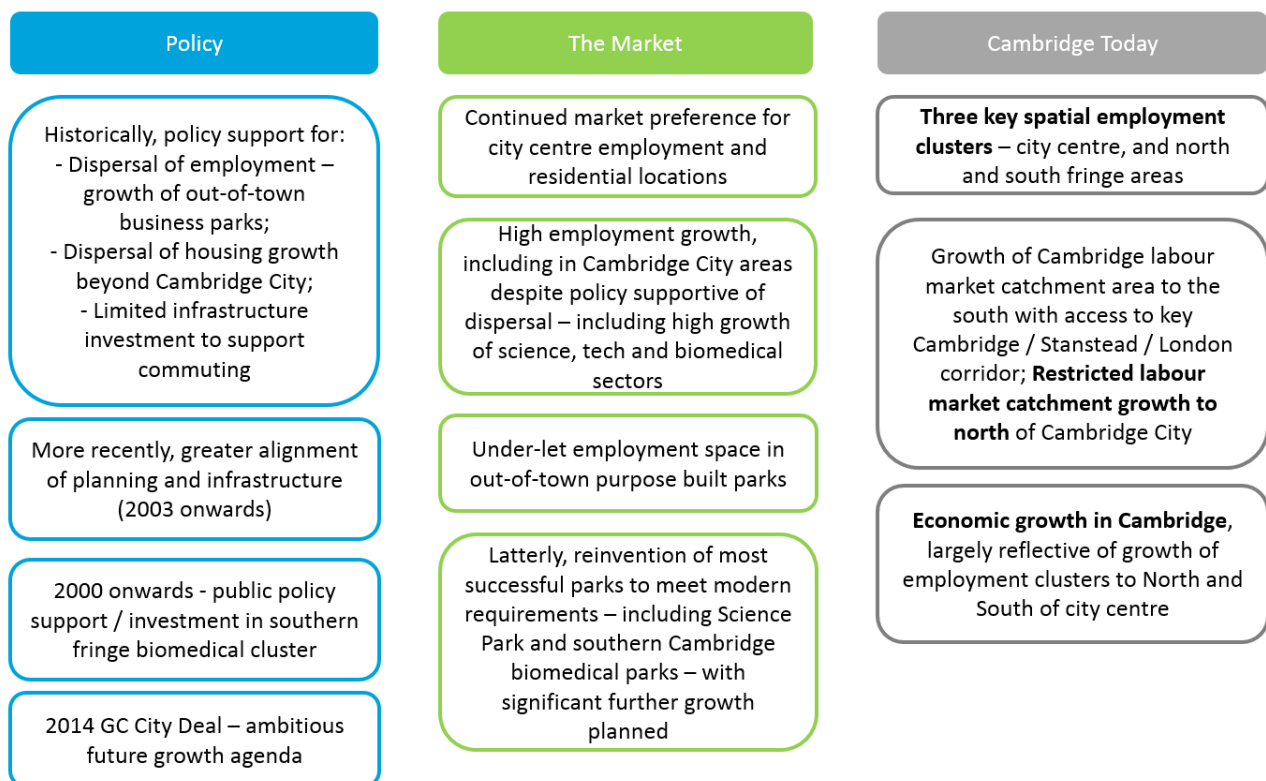 Policy
Historically, policy support for:
- Dispersal of employment –
growth of out-of-town
business parks;
- Dispersal of housing growth
beyond Cambridge City;
- Limited infrastructure
investment to support
commuting
More recently, greater alignment
of planning and infrastructure
(2003 onwards)
2000 onwards - public policy
support / investment in southern
fringe biomedical cluster
2014 GC City Deal – ambitious
future growth agenda
The Market
Continued market preference for
city centre employment and
residential locations
High employment growth,
including in Cambridge City areas
despite policy supportive of
dispersal – including high growth
of science, tech and biomedical
sectors
Under-let employment space in
out-of-town purpose built parks
Latterly, reinvention of most
successful parks to meet modern
requirements – including Science
Park and southern Cambridge
biomedical parks – with
significant further growth
planned
Cambridge Today
Three key spatial employment
clusters – city centre, and north
and south fringe areas
Growth of Cambridge labour
market catchment area to the
south with access to key
Cambridge / Stanstead / London
corridor; Restricted labour
market catchment growth to
north of Cambridge City
Economic growth in Cambridge,
largely reflective of growth of
employment clusters to North and
South of city centre